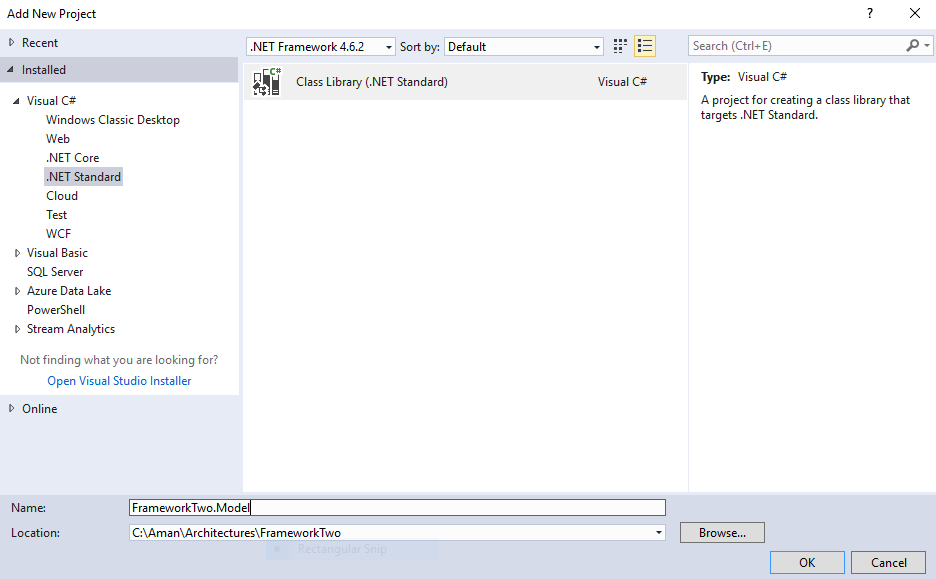 Add New Project
?
Recent
.NET Framework 4.6.2
Sort by:
Default
Search (Ctrl+E)
Installed
Visual C#
Windows Classic Desktop
Web
.NET Core
.NET Standard
Cloud
Test
WCF
Visual Basic
SQL Server
Azure Data Lake
PowerShell
Stream Analytics
Not finding what you are looking for?
Open Visual Studio Installer
Online
C#
Class Library (.NET Standard)
Visual C#
Type: Visual C#
A project for creating a class library that
targets .NET Standard.
Name:
FrameworkTwo.Model
Location:
C:\Aman\Architectures\FrameworkTwo
Browse...
Rectangular Snip
OK
Cancel